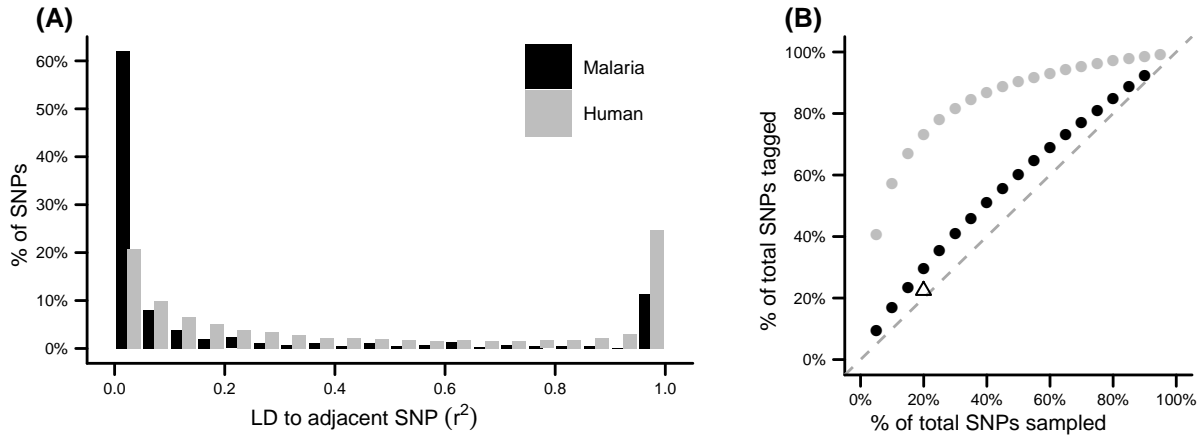 (A)
% of SNPs
60%
50%
40%
30%
20%
10%
0%
0.0 0.2 0.4 0.6 0.8 1.0
LD to adjacent SNP (r²)
Malaria
Human
(B)
% of total SNPs tagged
100%
80%
60%
40%
20%
0%
0% 20% 40% 60% 80% 100%
% of total SNPs sampled